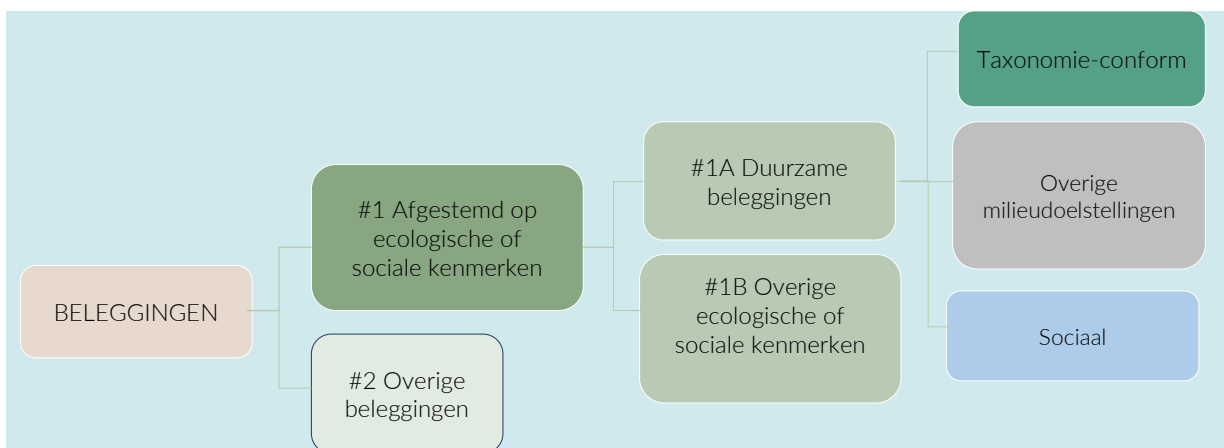 BELEGGINGEN
#1 Afgestemd op
ecologische of
sociale kenmerken
#2 Overige
beleggingen
#1A Duurzame
beleggingen
#1B Overige
ecologische of
sociale kenmerken
Taxonomie-conform
Overige
milieudoelstellingen
Sociaal